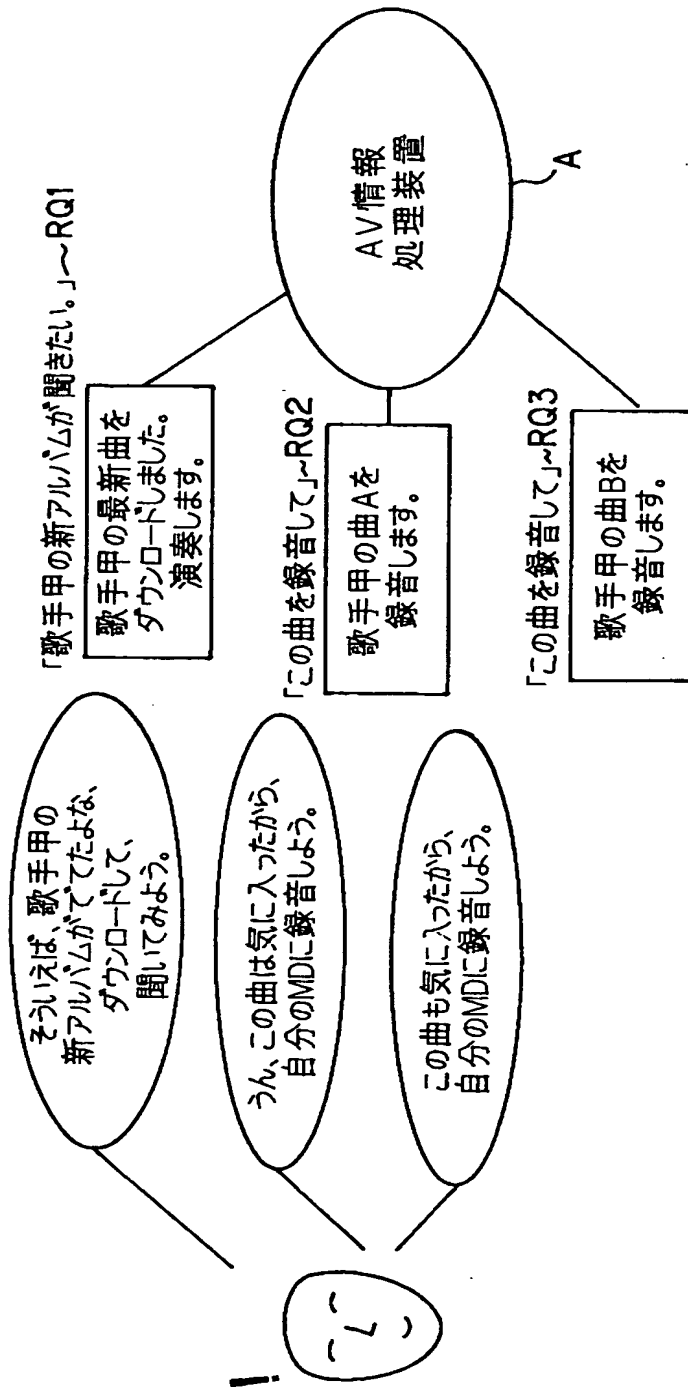 そういえば、歌手甲の
新アルバムがででたよな、
ダウンロードして、
聞いてみよう。
「歌手甲の新アルバムが聞きたい。」〜RQ1
歌手甲の最新曲を
ダウンロードしました。
演奏します。
うん、この曲は気に入ったから、
自分のMDに録音しよう。
「この曲を録音して」~RQ2
歌手甲の曲Aを
録音します。
この曲も気に入ったから、
自分のMDに録音しよう。
「この曲を録音して」~RQ3
歌手甲の曲Bを
録音します。
AV情報
処理装置
A
!